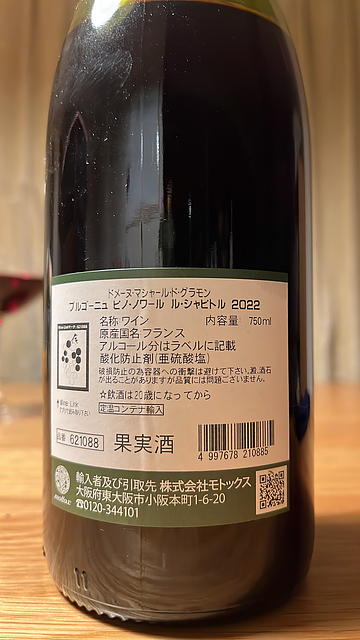 ドメーヌ・マシャール・ド・グラモン
ブルゴーニュ ピノ・ノワール ル・シャピトル 2022
名称 ワイン 内容量 750ml
原産国名 フランス
アルコール分はラベルに記載
酸化防止剤(亜硫酸塩)
破損防止の為容器への衝撃は避けて下さい。澱、酒石
が出ることがありますが品質には問題ございません。
☆飲酒は20歳になってから
定温コンテナ輸入
品番 621088 果実酒
4 997678 210885
輸入者及び引取先 株式会社モトックス
大阪府東大阪市小阪本町1-6-20
☎0120-344101